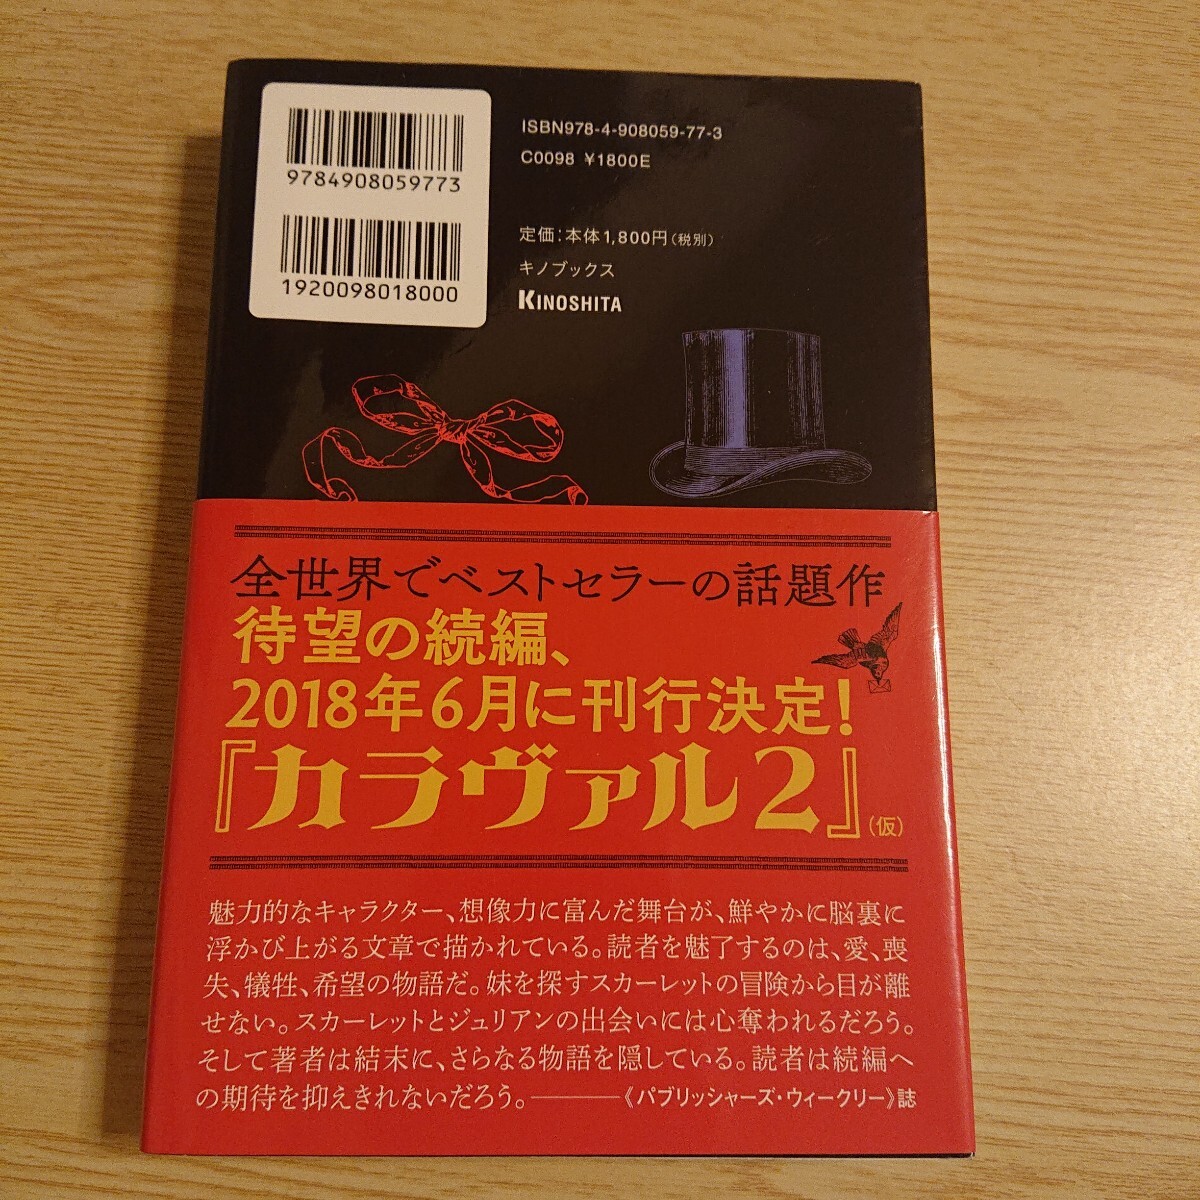 9784908059773
1920098018000
ISBN978-4-908059-77-3
C0098 ¥1800E
定価:本体1,800円(税別)
キノブックス
KINOSHITA
全世界でベストセラーの話題作
待望の続編、
2018年6月に刊行決定!
『カラヴァル2』(仮)
魅力的なキャラクター、想像力に富んだ舞台が、鮮やかに脳裏に
浮かび上がる文章で描かれている。読者を魅了するのは、愛、喪
失、犠牲、希望の物語だ。妹を探すスカーレットの冒険から目が離
せない。スカーレットとジュリアンの出会いには心奪われるだろう。
そして著者は結末に、さらなる物語を隠している。読者は続編へ
の期待を抑えきれないだろう。――《パブリッシャーズ・ウィークリー》誌